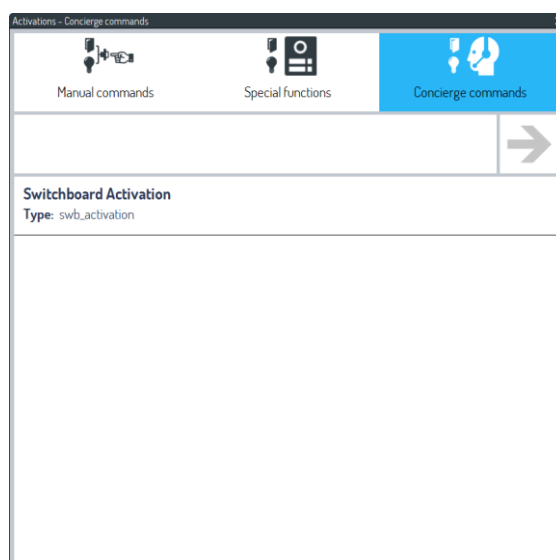 Activations - Concierge commands
Manual commands
Special functions
Concierge commands
Switchboard Activation
Type: swb_activation